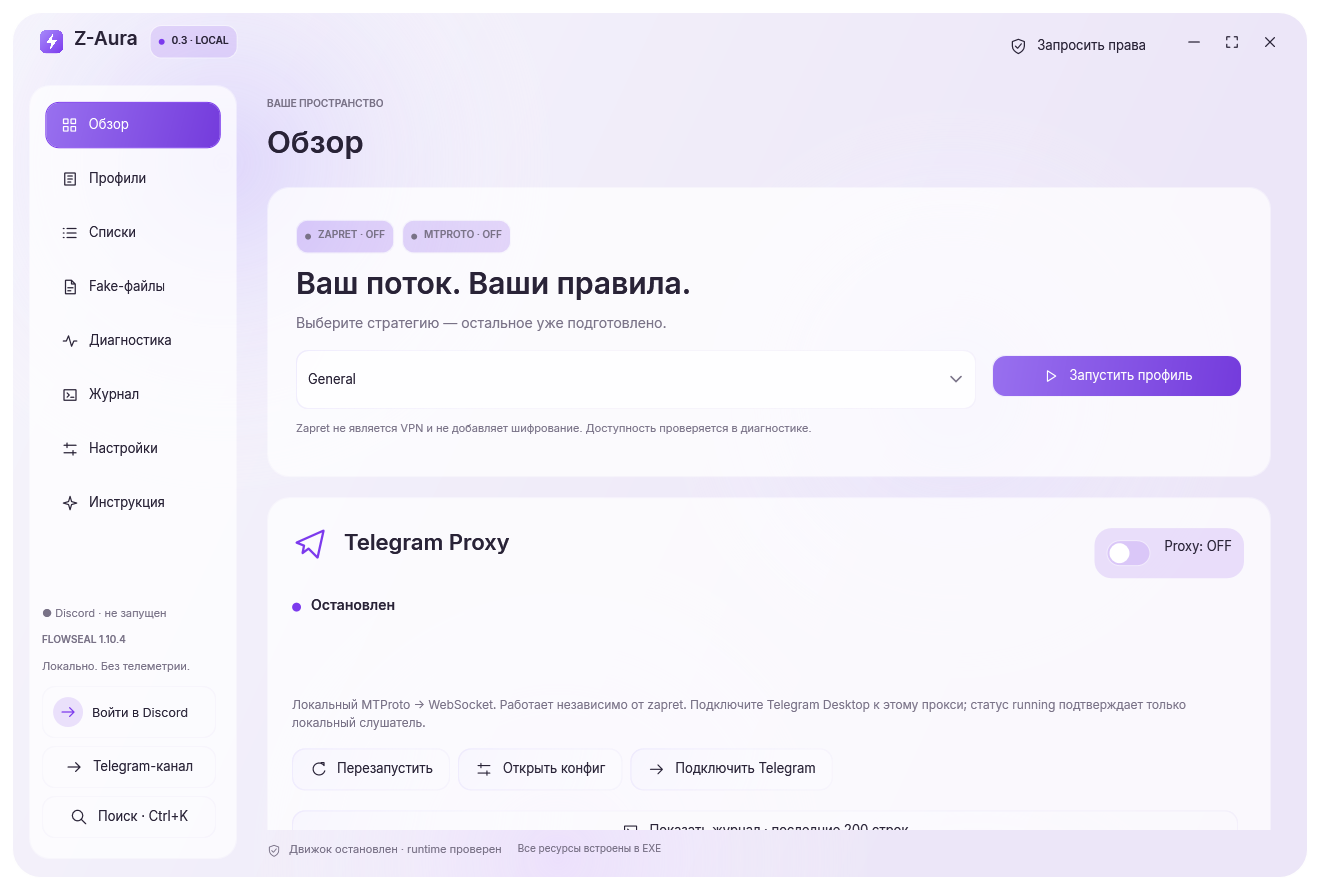 Z-Aura
0.3 · LOCAL
Запросить права
Обзор
Профили
Списки
Fake-файлы
Диагностика
Журнал
Настройки
Инструкция
Discord · не запущен
FLOWSEAL 1.10.4
Локально. Без телеметрии.
Войти в Discord
Telegram-канал
Поиск · Ctrl+K
ВАШЕ ПРОСТРАНСТВО
Обзор
ZAPRET · OFF
MTPROTO · OFF
Ваш поток. Ваши правила.
Выберите стратегию — остальное уже подготовлено.
General
Запустить профиль
Zapret не является VPN и не добавляет шифрование. Доступность проверяется в диагностике.
Telegram Proxy
Proxy: OFF
Остановлен
Локальный MTProto → WebSocket. Работает независимо от zapret. Подключите Telegram Desktop к этому прокси; статус running подтверждает только
локальный слушатель.
Перезапустить
Открыть конфиг
Подключить Telegram
Показать журнал · последние 200 строк
Движок остановлен · runtime проверен
Все ресурсы встроены в EXE